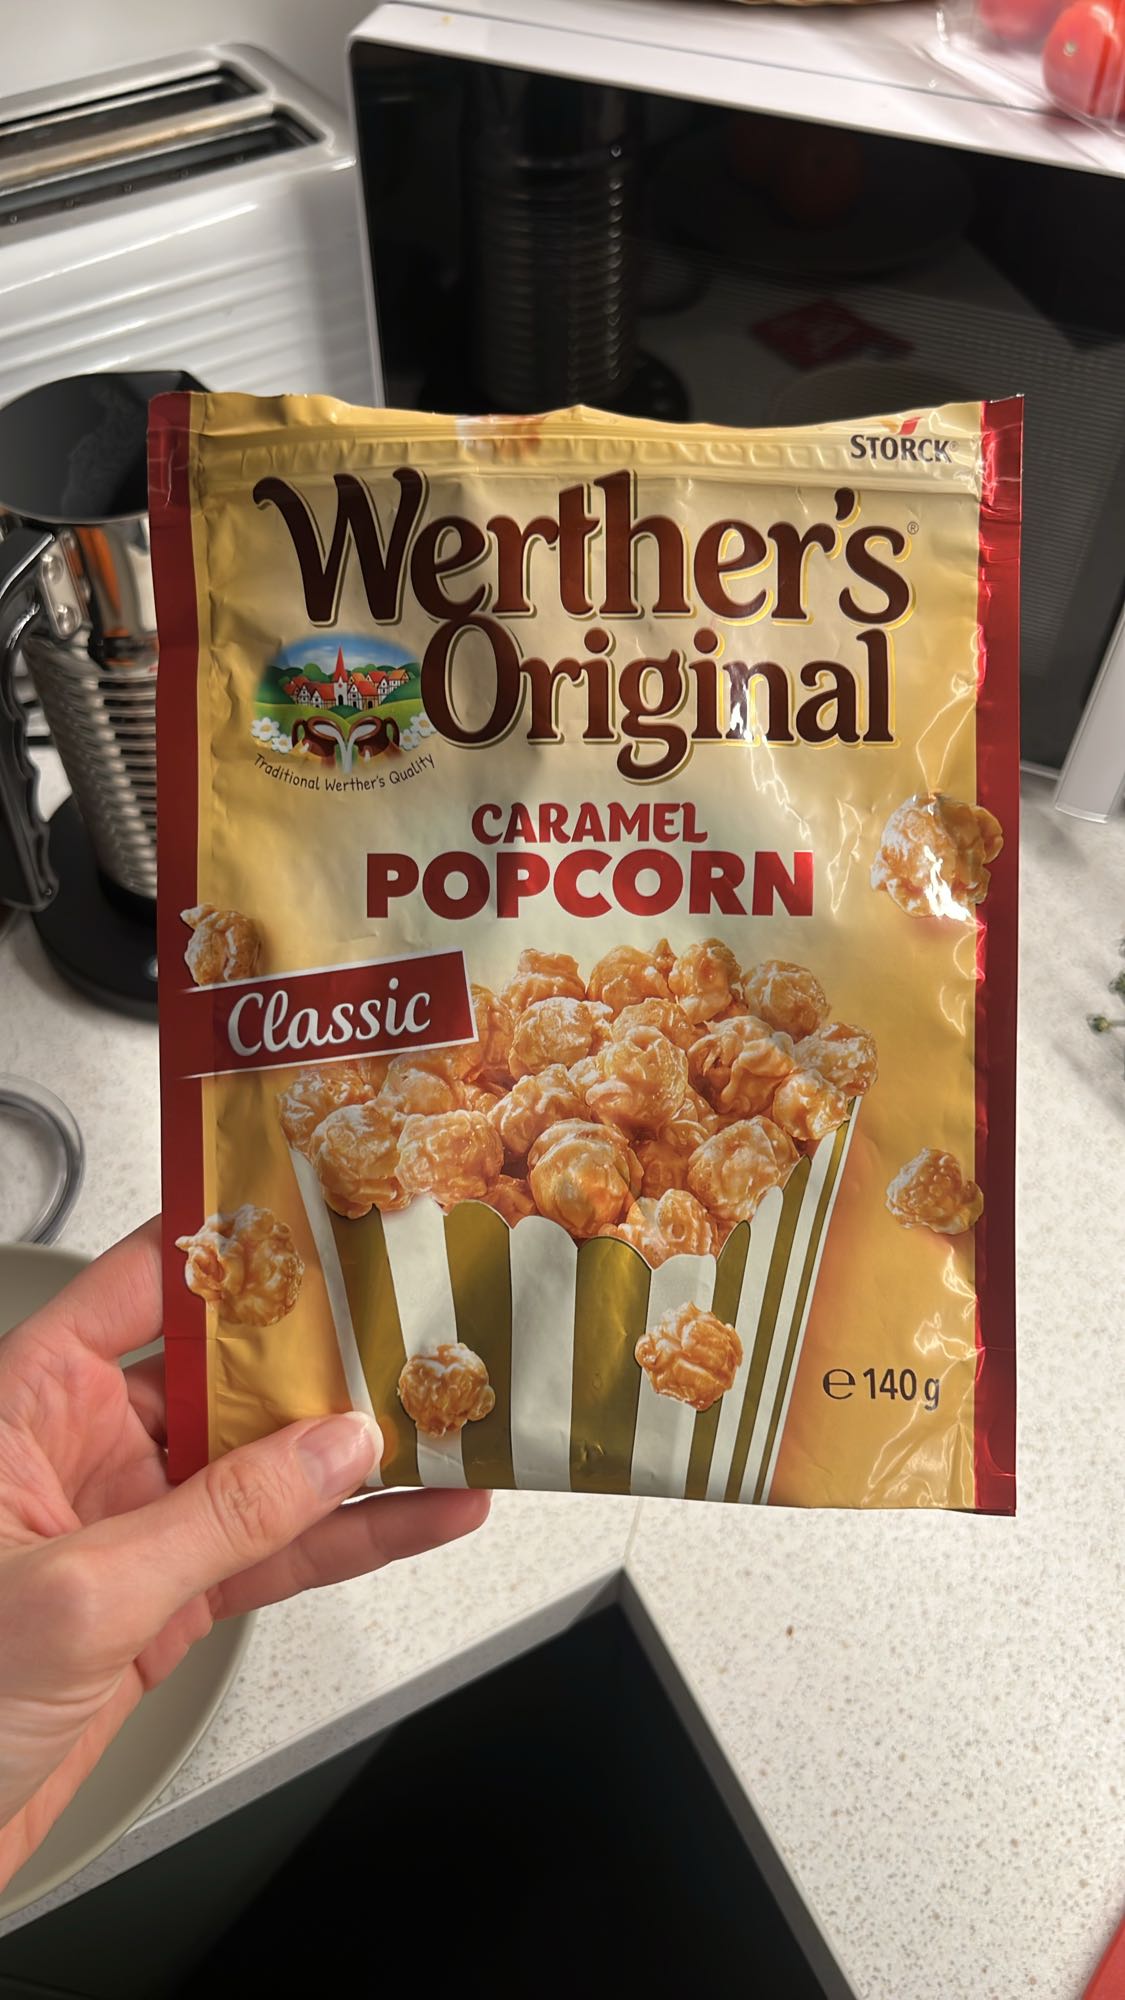 STORCK®
Werther's®
Original
Traditional Werther's Quality
CARAMEL
POPCORN
Classic
℮ 140 g